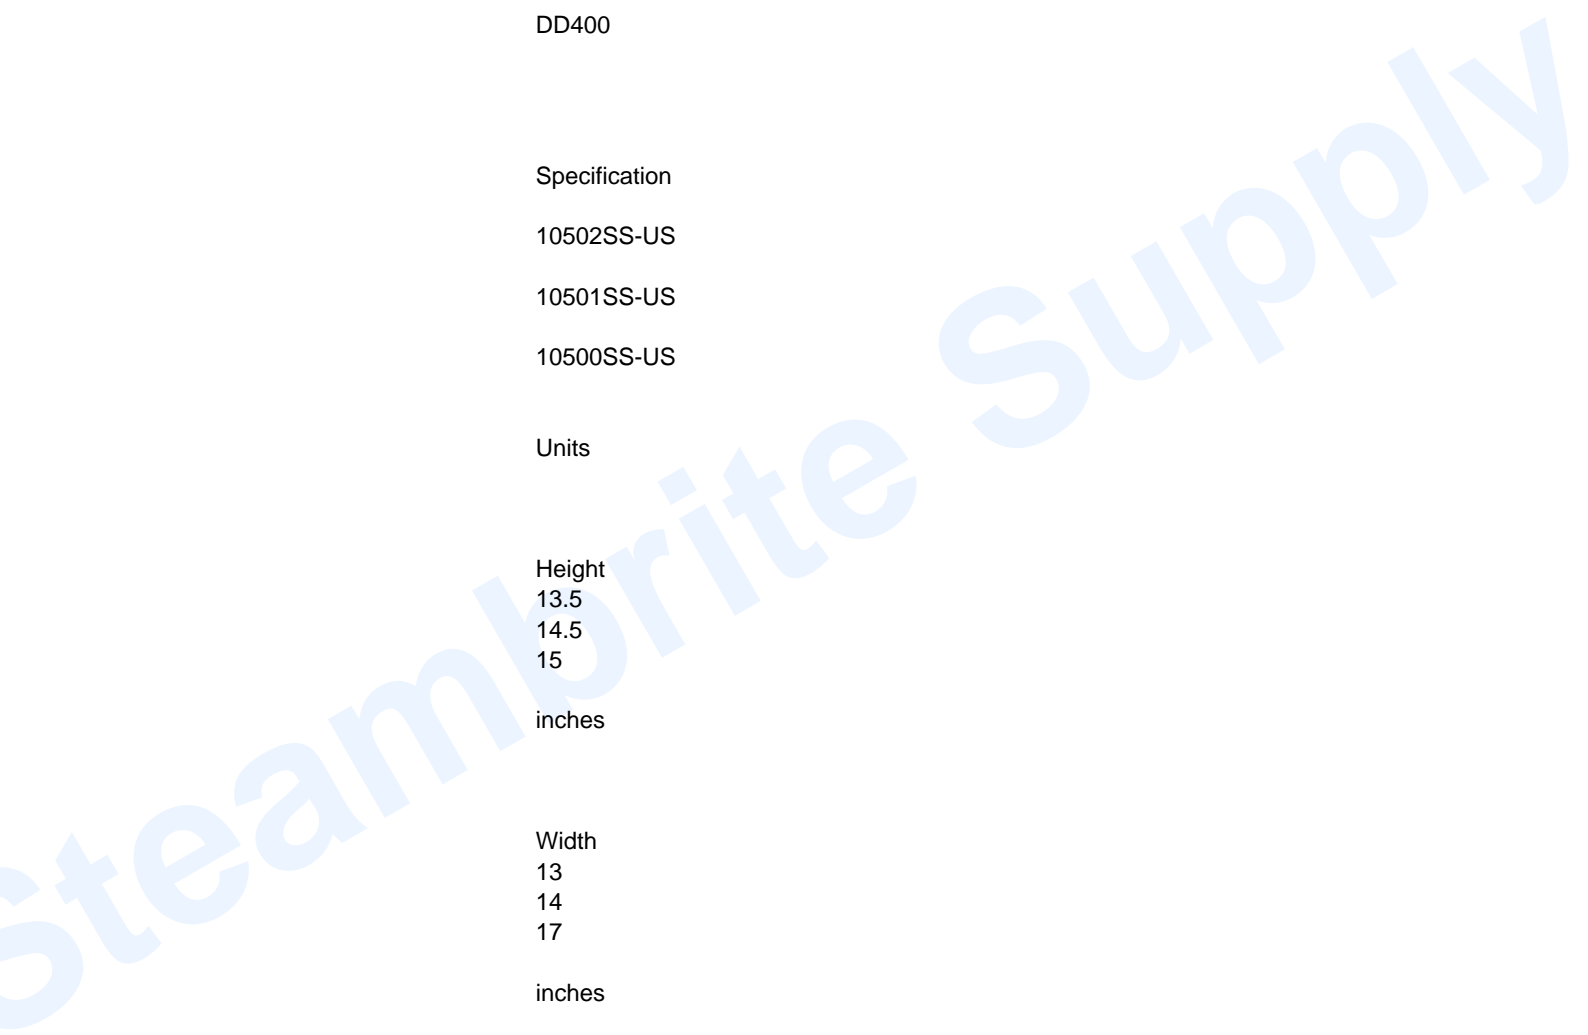 DD400
Specification
10502SS-US
10501SS-US
10500SS-US
Units
Height
13.5
14.5
15
inches
Width
13
14
17
inches
Steambrite Supply